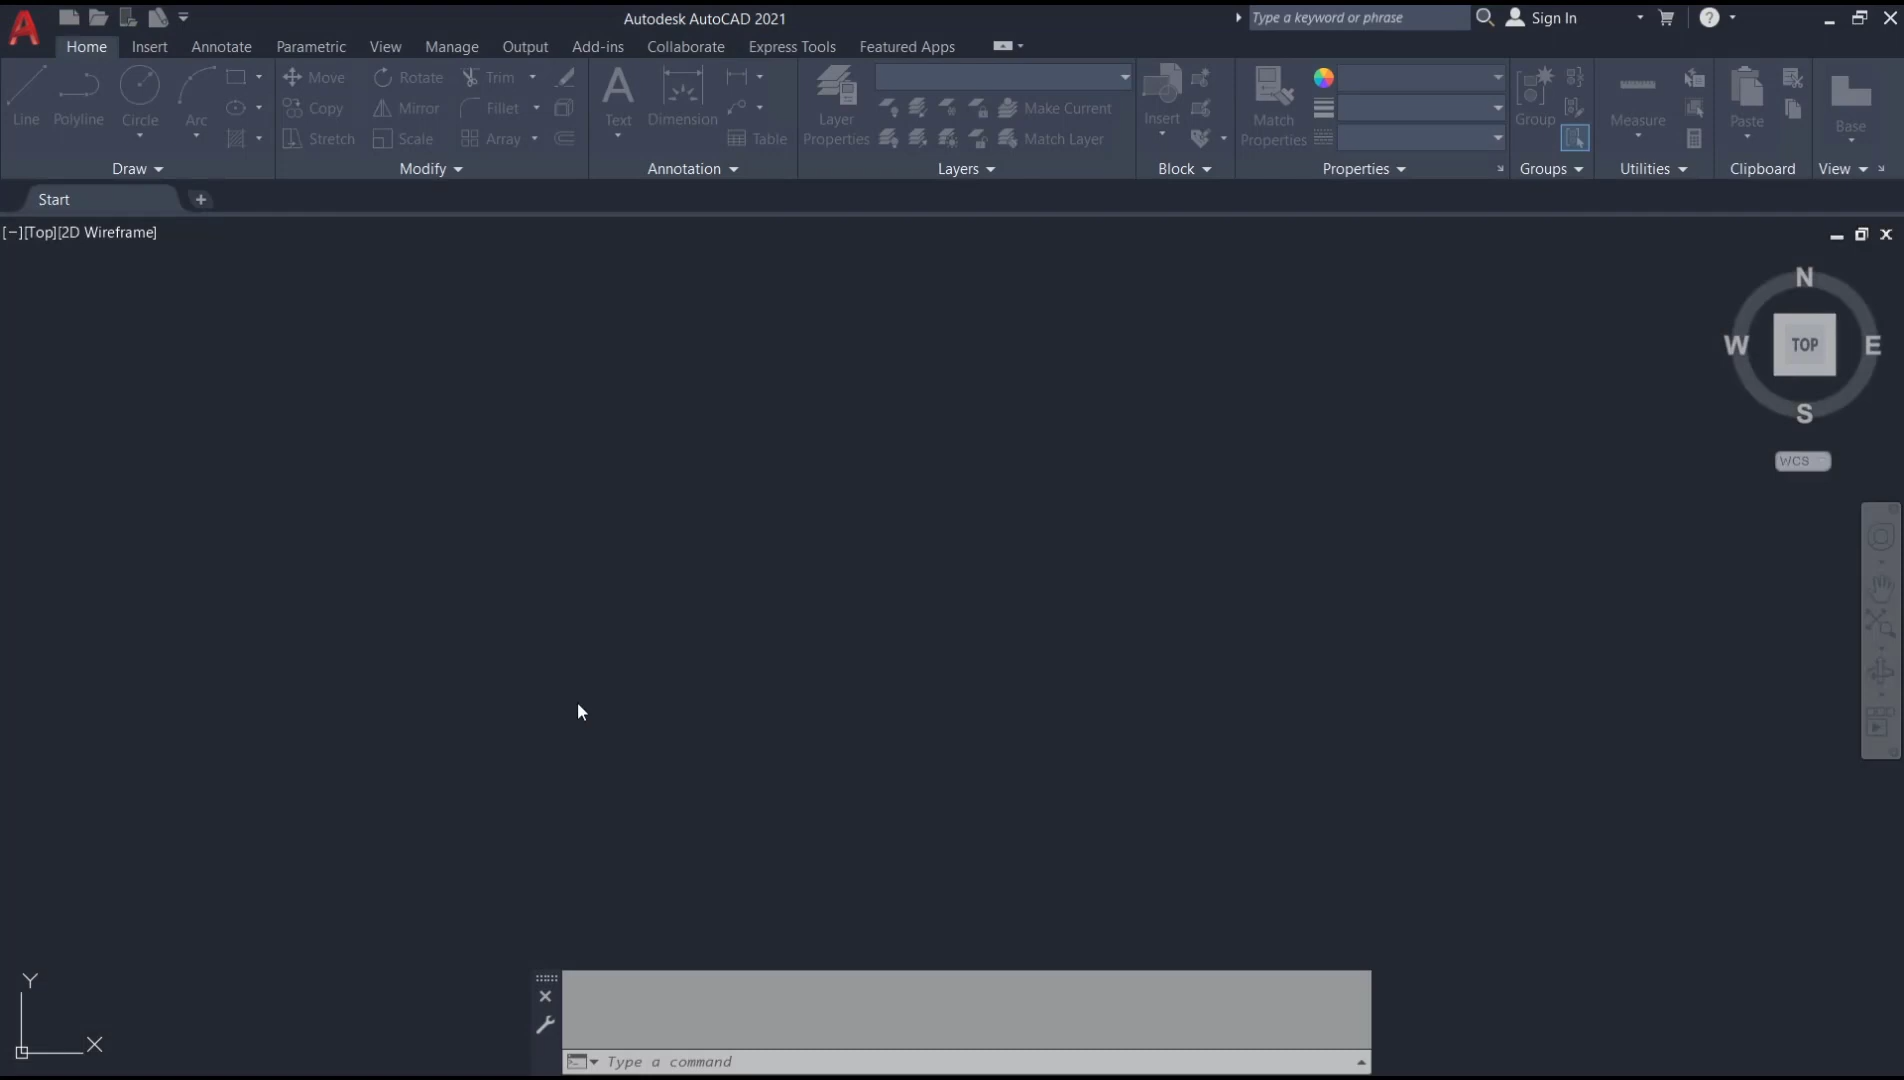 Autodesk AutoCAD 2021
Type a keyword or phrase
Sign In
Home Insert Annotate Parametric View Manage Output Add-ins Collaborate Express Tools Featured Apps
Line Polyline Circle Arc
Move Rotate Trim
Copy Mirror Fillet
Stretch Scale Array
Text Dimension Table
Layer Properties
Make Current
Match Layer
Insert
Match Properties
Group
Measure
Paste
Base
Draw Modify Annotation Layers Block Properties Groups Utilities Clipboard View
Start
[−][Top][2D Wireframe]
N
W TOP E
S
WCS
Y
X
Type a command